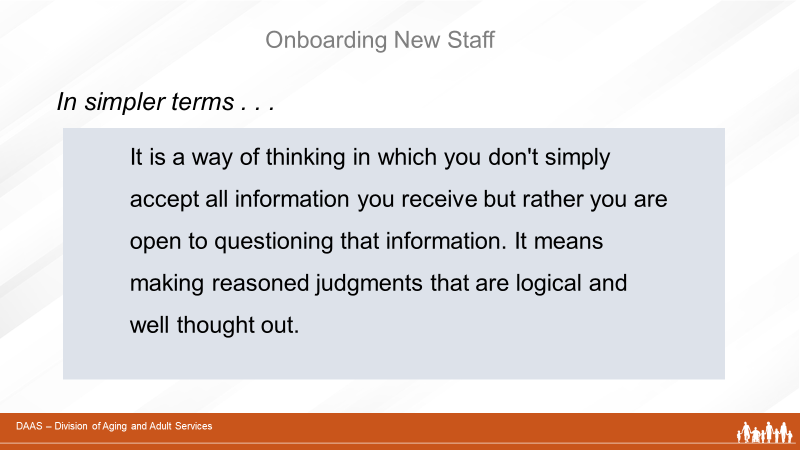 Onboarding New Staff
In simpler terms . . .
It is a way of thinking in which you don't simply
accept all information you receive but rather you are
open to questioning that information. It means
making reasoned judgments that are logical and
well thought out.
DAAS – Division of Aging and Adult Services